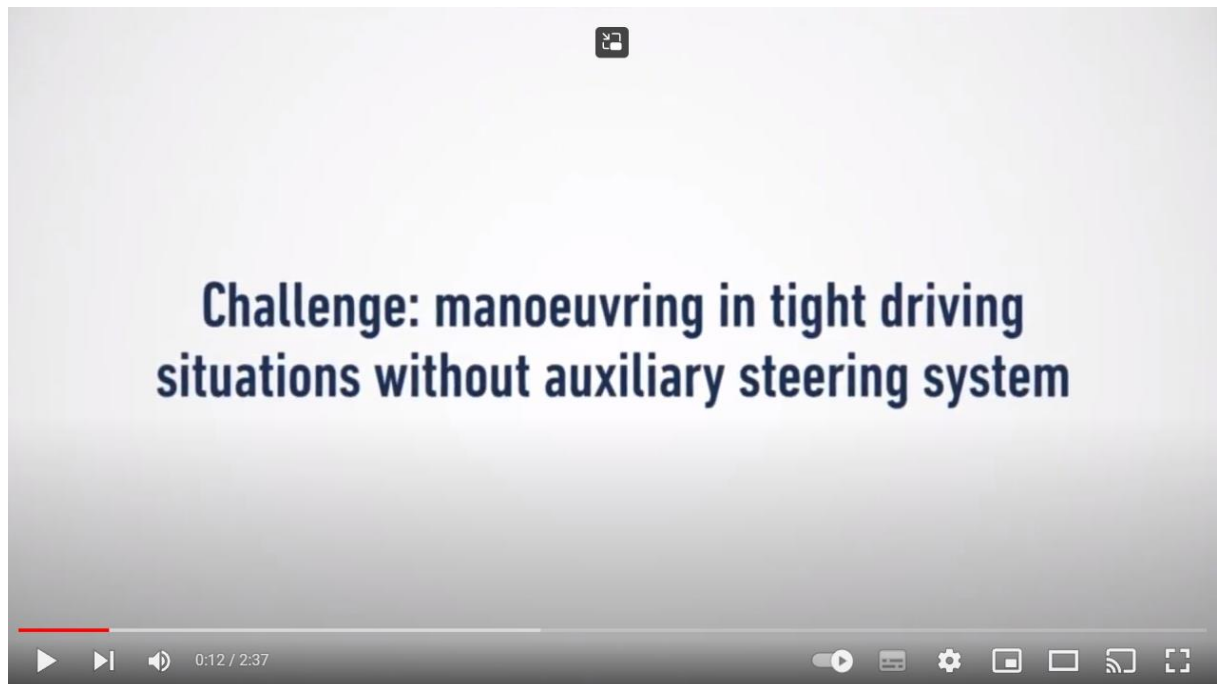 Challenge: manoeuvring in tight driving
situations without auxiliary steering system
0:12 / 2:37